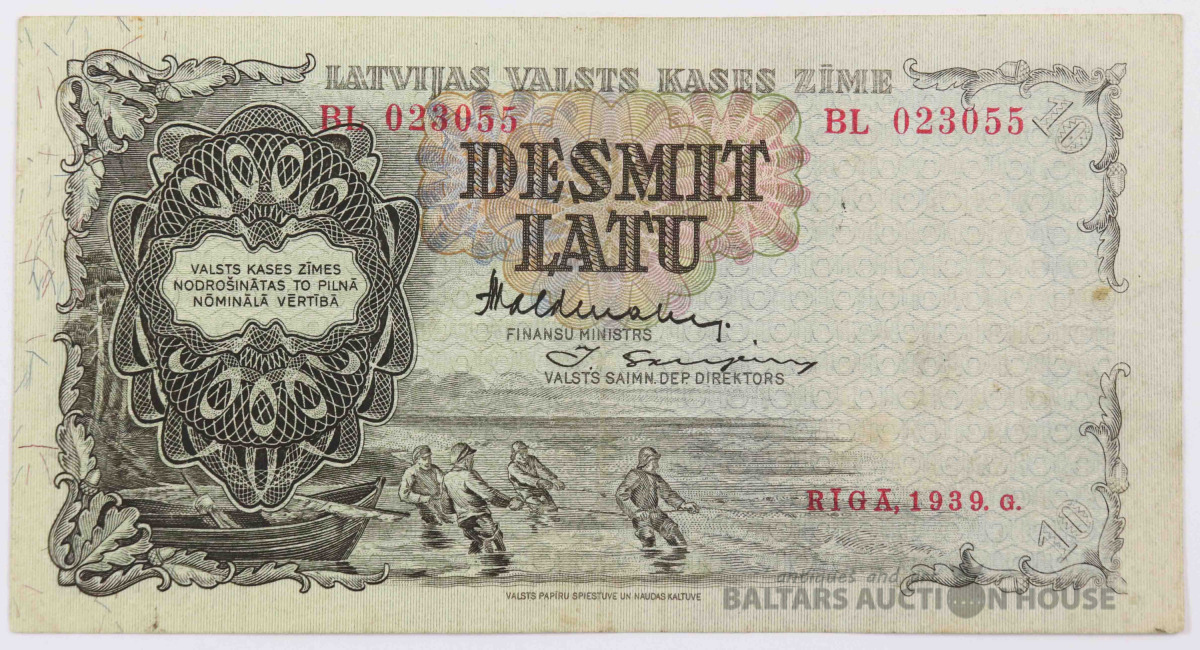 LATVIJAS VALSTS KASES ZĪME
BL 023055
BL 023055
10
DESMIT
LATU
VALSTS KASES ZĪMES
NODROŠINĀTAS TO PILNĀ
NŌMINĀLĀ VĒRTĪBĀ
FINANSU MINISTRS
VALSTS SAIMN. DEP DIREKTORS
RĪGĀ, 1939. G.
10
VALSTS PAPĪRU SPIESTUVE UN NAUDAS KALTUVE
antiques and art
BALTARS AUCTION HOUSE